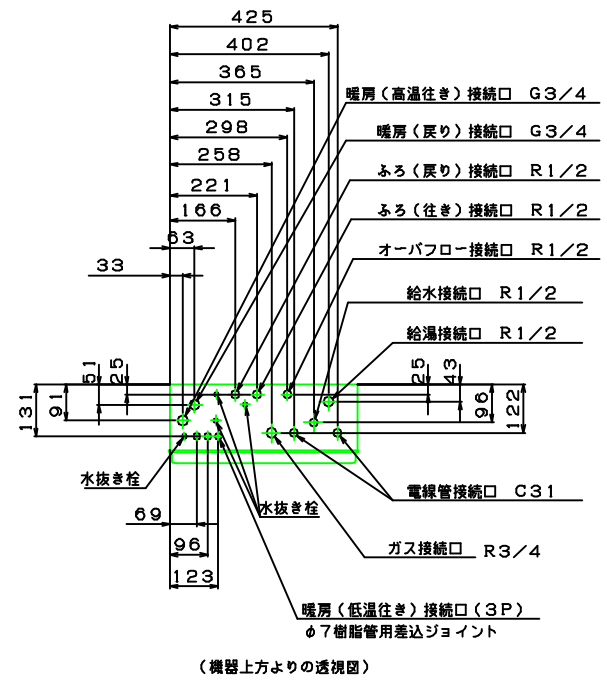 425
402
365
315
298
258
221
166
63
33
暖房（高温往き）接続口 G3/4
暖房（戻り）接続口 G3/4
ふろ（戻り）接続口 R1/2
ふろ（往き）接続口 R1/2
オーバフロー接続口 R1/2
給水接続口 R1/2
給湯接続口 R1/2
131
91
51
25
25
43
96
122
水抜き栓
水抜き栓
69
96
123
電線管接続口 C31
ガス接続口 R3/4
暖房（低温往き）接続口（3P）
φ7樹脂管用差込ジョイント
（機器上方よりの透視図）